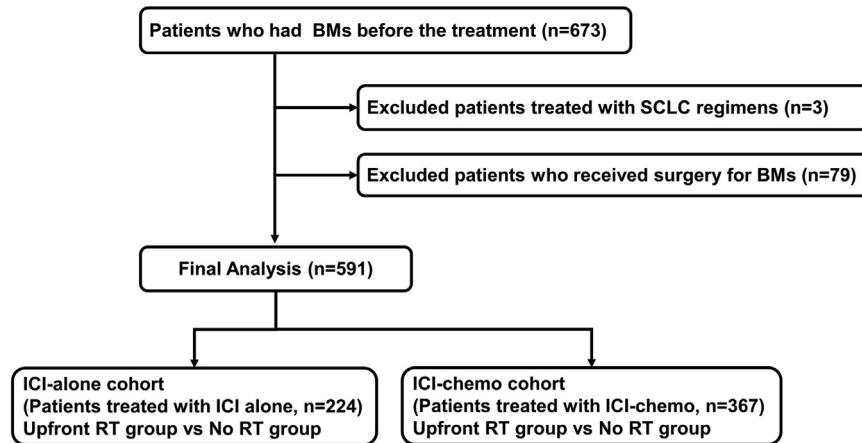 Patients who had BMs before the treatment (n=673)
Excluded patients treated with SCLC regimens (n=3)
Excluded patients who received surgery for BMs (n=79)
Final Analysis (n=591)
ICI-alone cohort
(Patients treated with ICI alone, n=224)
Upfront RT group vs No RT group
ICI-chemo cohort
(Patients treated with ICI-chemo, n=367)
Upfront RT group vs No RT group